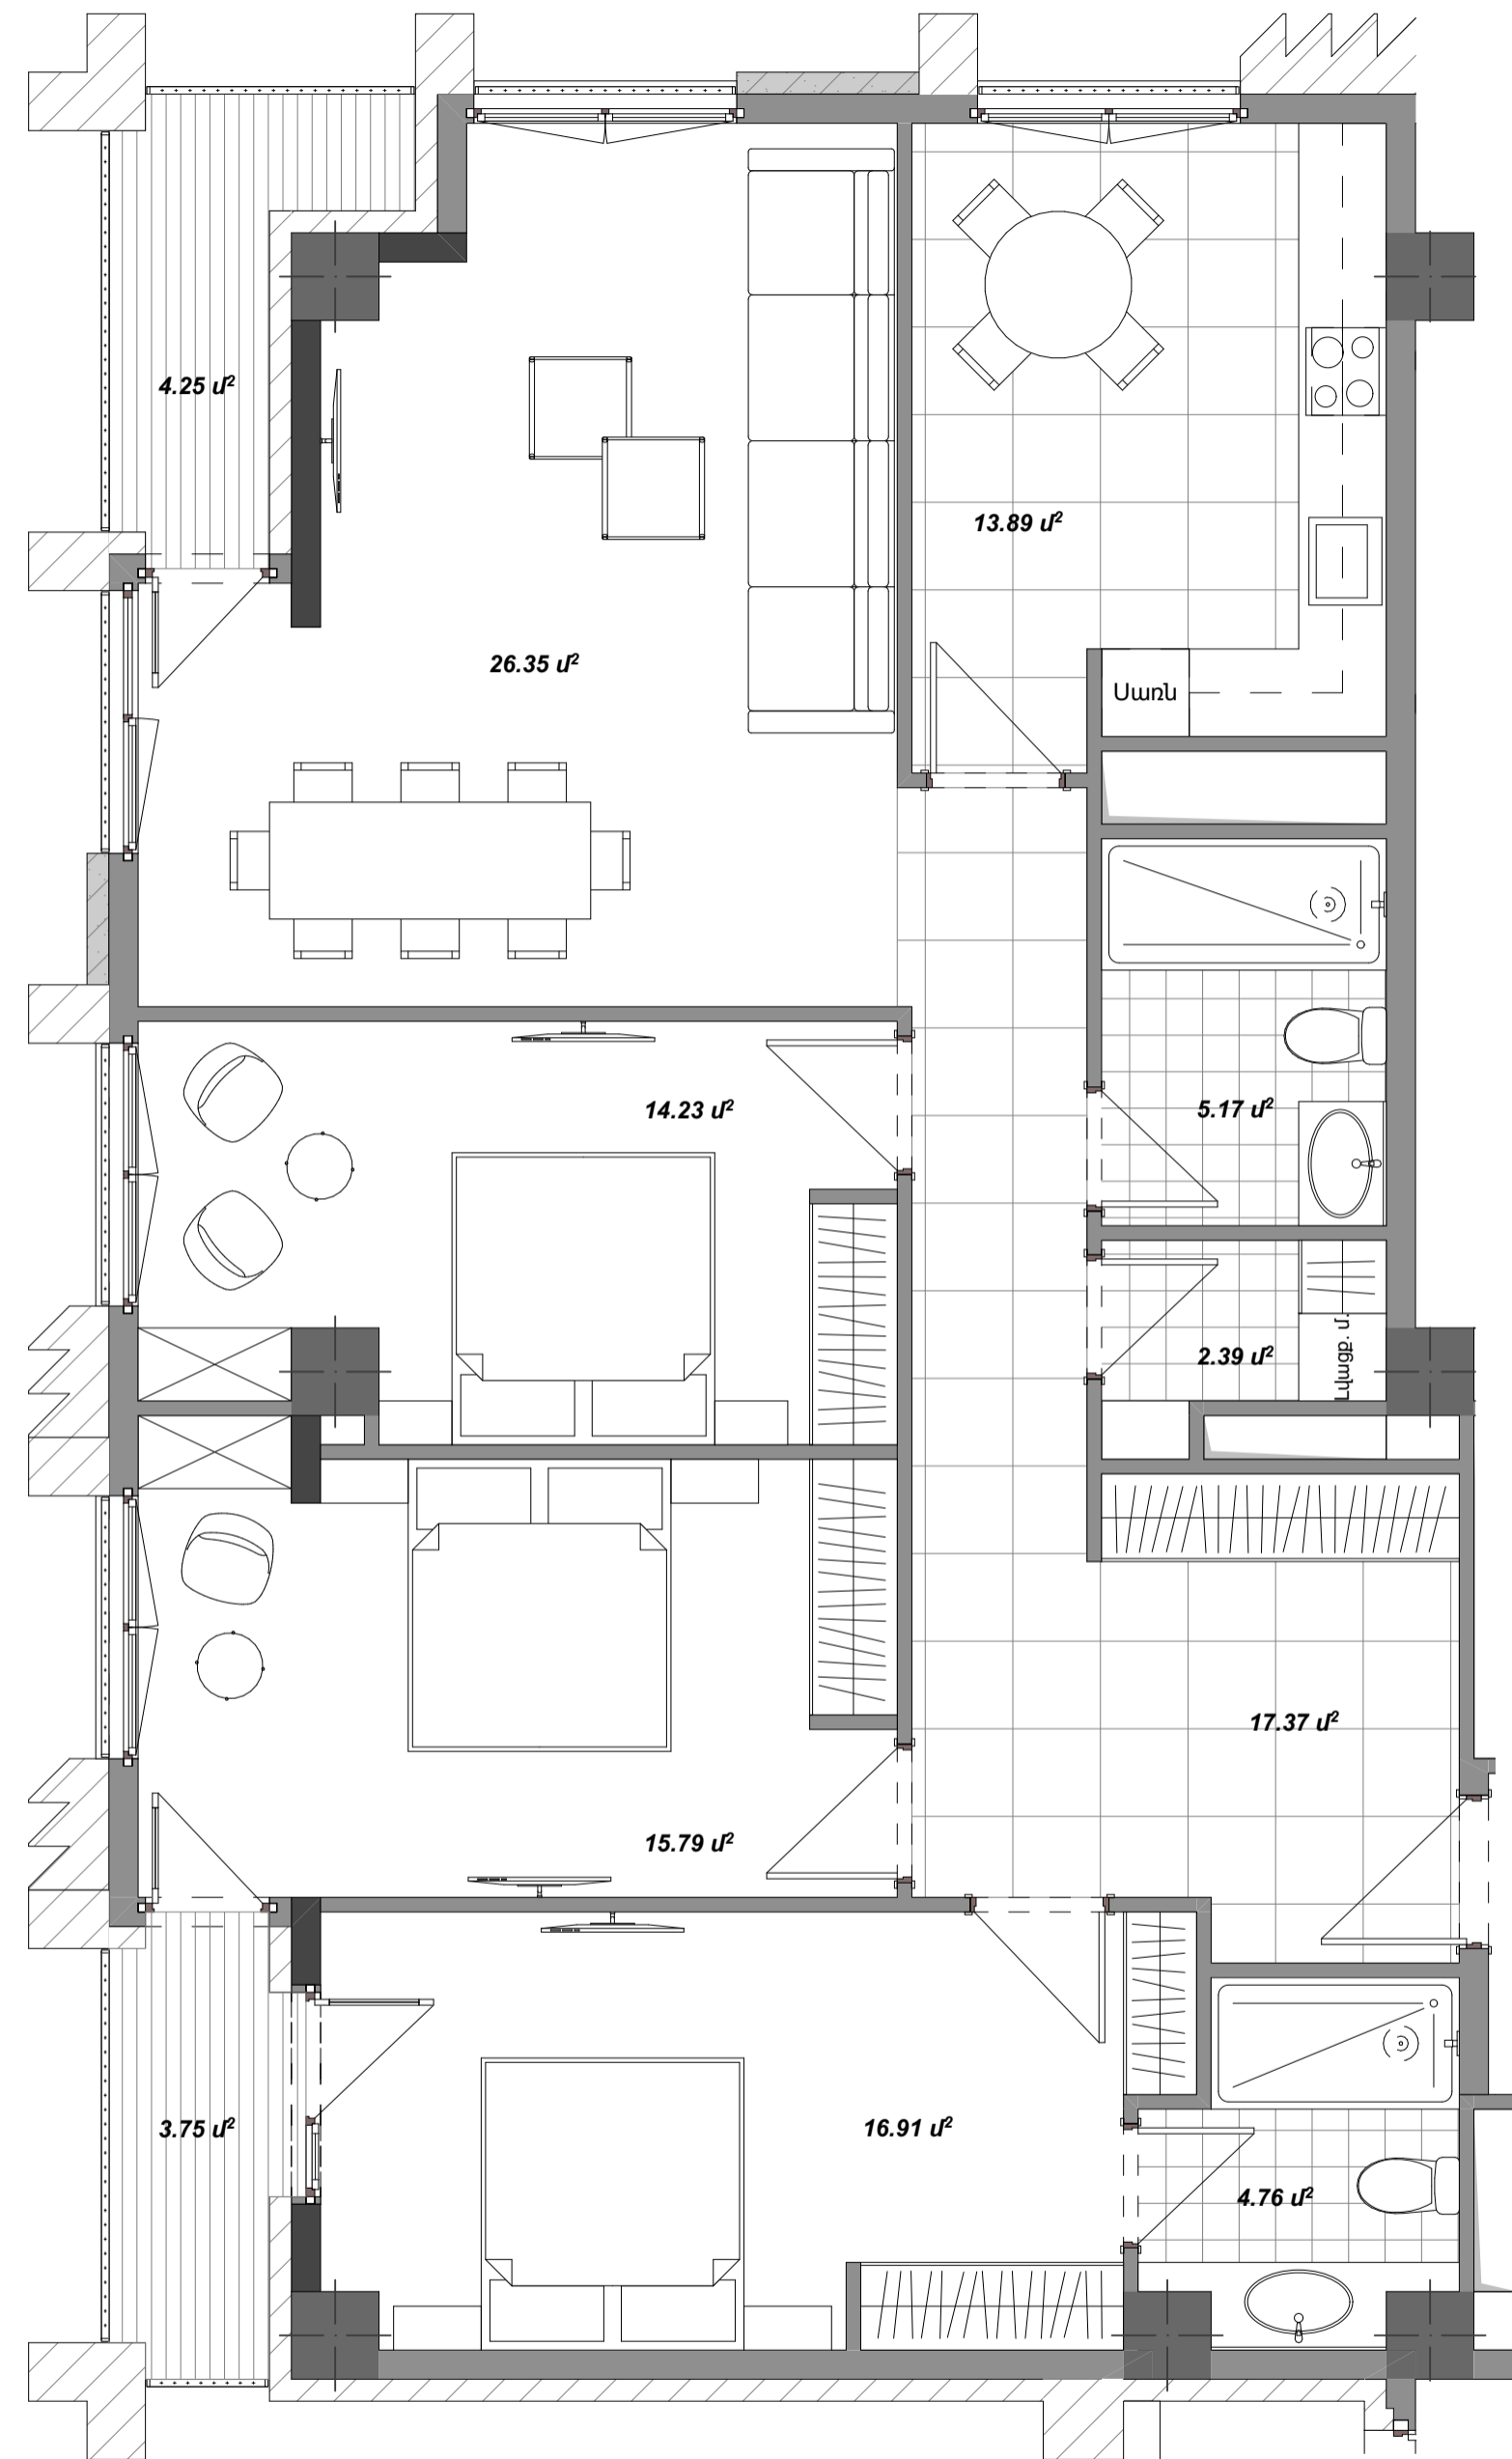 4.25 մ²
13.89 մ²
26.35 մ²
Սառն
14.23 մ²
5.17 մ²
2.39 մ²
17.37 մ²
15.79 մ²
3.75 մ²
16.91 մ²
4.76 մ²